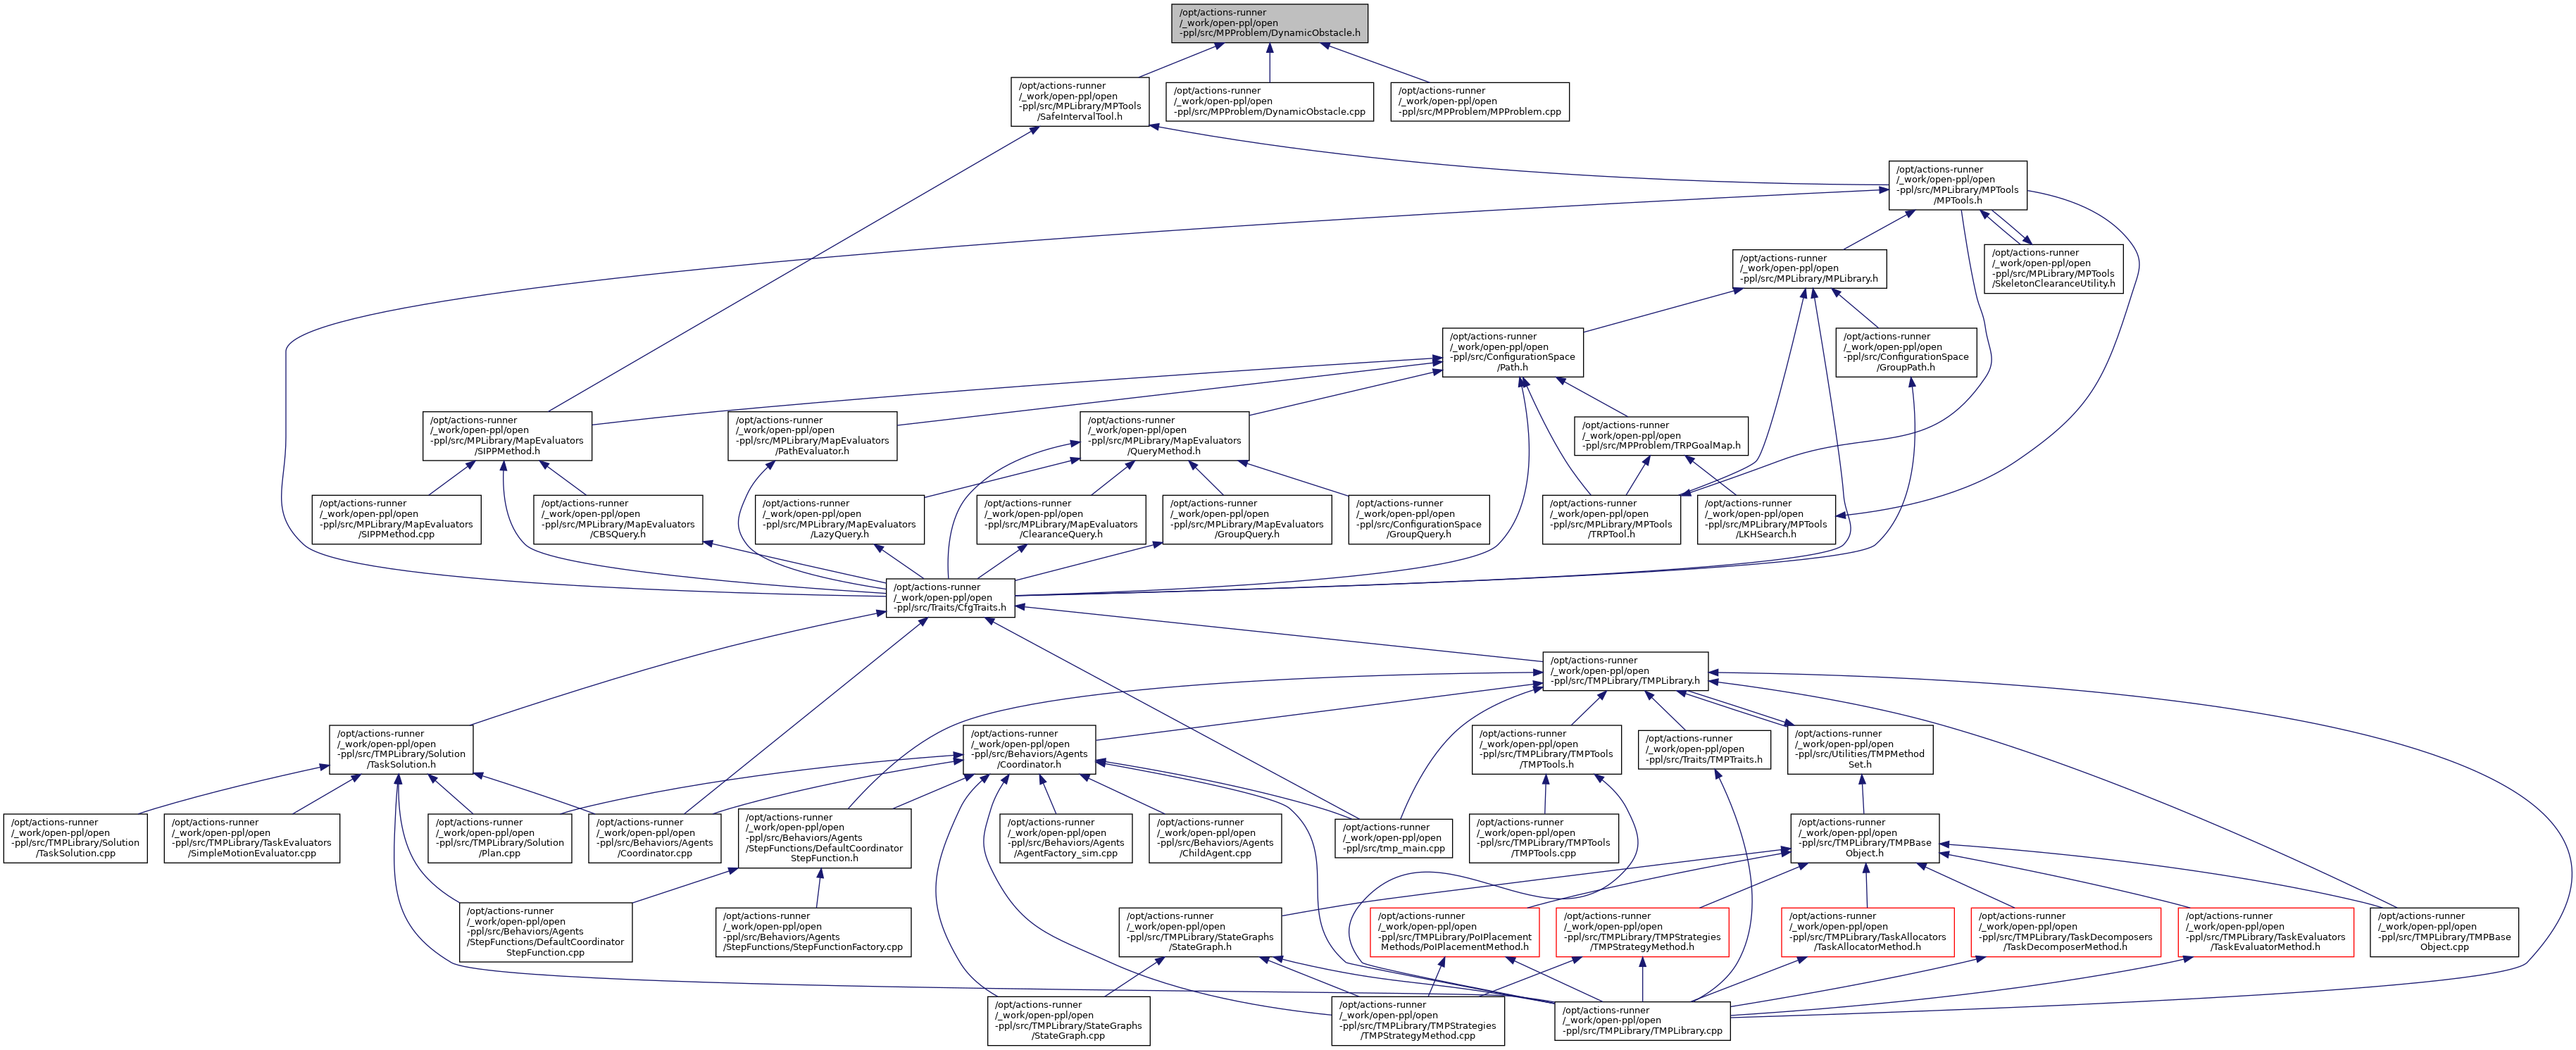 /opt/actions-runner
/_work/open-ppl/open
-ppl/src/MPProblem/DynamicObstacle.h
/opt/actions-runner
/_work/open-ppl/open
-ppl/src/MPLibrary/MPTools
/SafeIntervalTool.h
/opt/actions-runner
/_work/open-ppl/open
-ppl/src/MPProblem/DynamicObstacle.cpp
/opt/actions-runner
/_work/open-ppl/open
-ppl/src/MPProblem/MPProblem.cpp
/opt/actions-runner
/_work/open-ppl/open
-ppl/src/MPLibrary/MPTools
/MPTools.h
/opt/actions-runner
/_work/open-ppl/open
-ppl/src/MPLibrary/MPLibrary.h
/opt/actions-runner
/_work/open-ppl/open
-ppl/src/MPLibrary/MPTools
/SkeletonClearanceUtility.h
/opt/actions-runner
/_work/open-ppl/open
-ppl/src/ConfigurationSpace
/Path.h
/opt/actions-runner
/_work/open-ppl/open
-ppl/src/ConfigurationSpace
/GroupPath.h
/opt/actions-runner
/_work/open-ppl/open
-ppl/src/MPLibrary/MapEvaluators
/SIPPMethod.h
/opt/actions-runner
/_work/open-ppl/open
-ppl/src/MPLibrary/MapEvaluators
/PathEvaluator.h
/opt/actions-runner
/_work/open-ppl/open
-ppl/src/MPLibrary/MapEvaluators
/QueryMethod.h
/opt/actions-runner
/_work/open-ppl/open
-ppl/src/MPProblem/TRPGoalMap.h
/opt/actions-runner
/_work/open-ppl/open
-ppl/src/MPLibrary/MapEvaluators
/SIPPMethod.cpp
/opt/actions-runner
/_work/open-ppl/open
-ppl/src/MPLibrary/MapEvaluators
/CBSQuery.h
/opt/actions-runner
/_work/open-ppl/open
-ppl/src/MPLibrary/MapEvaluators
/LazyQuery.h
/opt/actions-runner
/_work/open-ppl/open
-ppl/src/MPLibrary/MapEvaluators
/ClearanceQuery.h
/opt/actions-runner
/_work/open-ppl/open
-ppl/src/MPLibrary/MapEvaluators
/GroupQuery.h
/opt/actions-runner
/_work/open-ppl/open
-ppl/src/ConfigurationSpace
/GroupQuery.h
/opt/actions-runner
/_work/open-ppl/open
-ppl/src/MPLibrary/MPTools
/TRPTool.h
/opt/actions-runner
/_work/open-ppl/open
-ppl/src/MPLibrary/MPTools
/LKHSearch.h
/opt/actions-runner
/_work/open-ppl/open
-ppl/src/Traits/CfgTraits.h
/opt/actions-runner
/_work/open-ppl/open
-ppl/src/TMPLibrary/TMPLibrary.h
/opt/actions-runner
/_work/open-ppl/open
-ppl/src/TMPLibrary/Solution
/TaskSolution.h
/opt/actions-runner
/_work/open-ppl/open
-ppl/src/Behaviors/Agents
/Coordinator.h
/opt/actions-runner
/_work/open-ppl/open
-ppl/src/TMPLibrary/TMPTools
/TMPTools.h
/opt/actions-runner
/_work/open-ppl/open
-ppl/src/Traits/TMPTraits.h
/opt/actions-runner
/_work/open-ppl/open
-ppl/src/Utilities/TMPMethod
Set.h
/opt/actions-runner
/_work/open-ppl/open
-ppl/src/TMPLibrary/Solution
/TaskSolution.cpp
/opt/actions-runner
/_work/open-ppl/open
-ppl/src/TMPLibrary/TaskEvaluators
/SimpleMotionEvaluator.cpp
/opt/actions-runner
/_work/open-ppl/open
-ppl/src/TMPLibrary/Solution
/Plan.cpp
/opt/actions-runner
/_work/open-ppl/open
-ppl/src/Behaviors/Agents
/Coordinator.cpp
/opt/actions-runner
/_work/open-ppl/open
-ppl/src/Behaviors/Agents
/StepFunctions/DefaultCoordinator
StepFunction.h
/opt/actions-runner
/_work/open-ppl/open
-ppl/src/Behaviors/Agents
/AgentFactory_sim.cpp
/opt/actions-runner
/_work/open-ppl/open
-ppl/src/Behaviors/Agents
/ChildAgent.cpp
/opt/actions-runner
/_work/open-ppl/open
-ppl/src/tmp_main.cpp
/opt/actions-runner
/_work/open-ppl/open
-ppl/src/TMPLibrary/TMPTools
/TMPTools.cpp
/opt/actions-runner
/_work/open-ppl/open
-ppl/src/TMPLibrary/TMPBase
Object.h
/opt/actions-runner
/_work/open-ppl/open
-ppl/src/Behaviors/Agents
/StepFunctions/DefaultCoordinator
StepFunction.cpp
/opt/actions-runner
/_work/open-ppl/open
-ppl/src/Behaviors/Agents
/StepFunctions/StepFunctionFactory.cpp
/opt/actions-runner
/_work/open-ppl/open
-ppl/src/TMPLibrary/StateGraphs
/StateGraph.h
/opt/actions-runner
/_work/open-ppl/open
-ppl/src/TMPLibrary/PoIPlacement
Methods/PoIPlacementMethod.h
/opt/actions-runner
/_work/open-ppl/open
-ppl/src/TMPLibrary/TMPStrategies
/TMPStrategyMethod.h
/opt/actions-runner
/_work/open-ppl/open
-ppl/src/TMPLibrary/TaskAllocators
/TaskAllocatorMethod.h
/opt/actions-runner
/_work/open-ppl/open
-ppl/src/TMPLibrary/TaskDecomposers
/TaskDecomposerMethod.h
/opt/actions-runner
/_work/open-ppl/open
-ppl/src/TMPLibrary/TaskEvaluators
/TaskEvaluatorMethod.h
/opt/actions-runner
/_work/open-ppl/open
-ppl/src/TMPLibrary/TMPBase
Object.cpp
/opt/actions-runner
/_work/open-ppl/open
-ppl/src/TMPLibrary/StateGraphs
/StateGraph.cpp
/opt/actions-runner
/_work/open-ppl/open
-ppl/src/TMPLibrary/TMPStrategies
/TMPStrategyMethod.cpp
/opt/actions-runner
/_work/open-ppl/open
-ppl/src/TMPLibrary/TMPLibrary.cpp